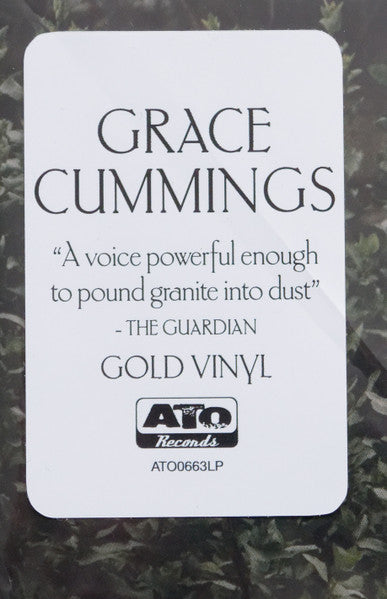 GRACE
CUMMINGS
“A voice powerful enough
to pound granite into dust”
- THE GUARDIAN
GOLD VINYL
ATO
Records
ATO0663LP